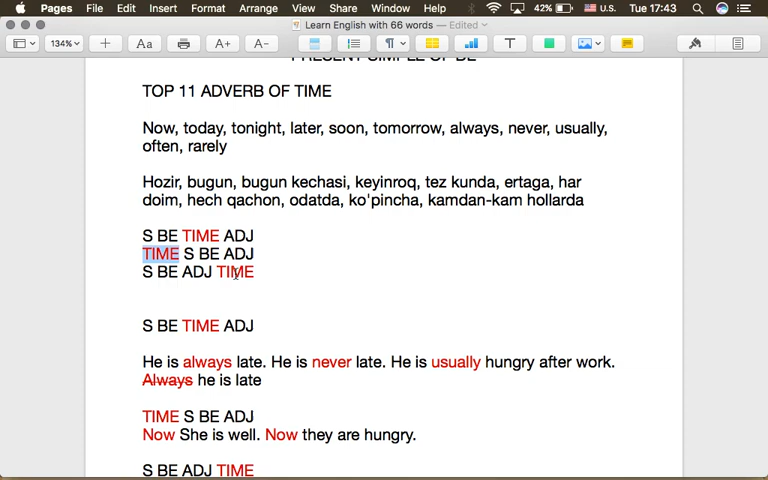 Pages File Edit Insert Format Arrange View Share Window Help 42% U.S. Tue 17:43
Learn English with 66 words — Edited
134% Aa A+ A- T
PRESENT SIMPLE OF BE
TOP 11 ADVERB OF TIME
Now, today, tonight, later, soon, tomorrow, always, never, usually,
often, rarely
Hozir, bugun, bugun kechasi, keyinroq, tez kunda, ertaga, har
doim, hech qachon, odatda, ko'pincha, kamdan-kam hollarda
S BE TIME ADJ
TIME S BE ADJ
S BE ADJ TIME
S BE TIME ADJ
He is always late. He is never late. He is usually hungry after work.
Always he is late
TIME S BE ADJ
Now She is well. Now they are hungry.
S BE ADJ TIME